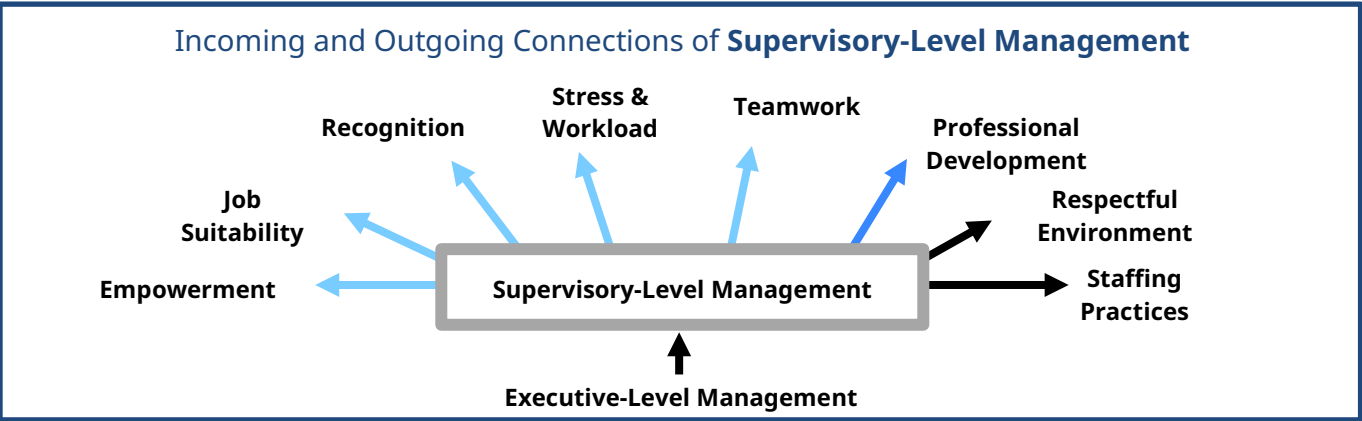 Incoming and Outgoing Connections of Supervisory-Level Management
Stress &
Workload
Teamwork
Recognition
Professional
Development
Job
Suitability
Respectful
Environment
Empowerment
Supervisory-Level Management
Staffing
Practices
Executive-Level Management